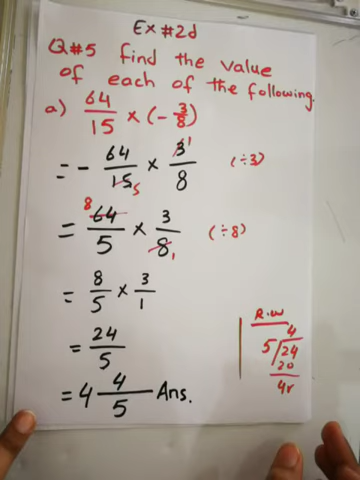 Ex #2d
Q#5 find the value
of each of the following.
a) 64/15 × (- 3/8)
= - 64/15 5 × 3 1/8 (÷3)
= 8 64/5 × 3/8 1 (÷8)
= 8/5 × 3/1
= 24/5
= 4 4/5 Ans.
R.W
4
5 24
20
4r